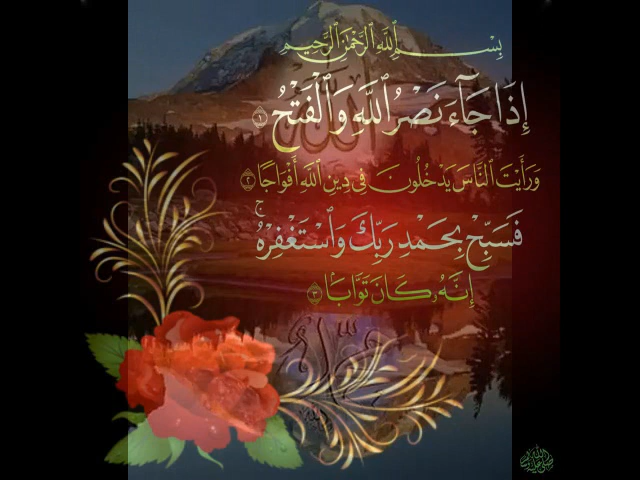 بِسْمِ ٱللَّهِ ٱلرَّحْمَٰنِ ٱلرَّحِيمِ
إِذَا جَآءَ نَصْرُ ٱللَّهِ وَٱلْفَتْحُ ١
وَرَأَيْتَ ٱلنَّاسَ يَدْخُلُونَ فِى دِينِ ٱللَّهِ أَفْوَاجًا ٢
فَسَبِّحْ بِحَمْدِ رَبِّكَ وَٱسْتَغْفِرْهُ ۚ
إِنَّهُۥ كَانَ تَوَّابًۢا ٣